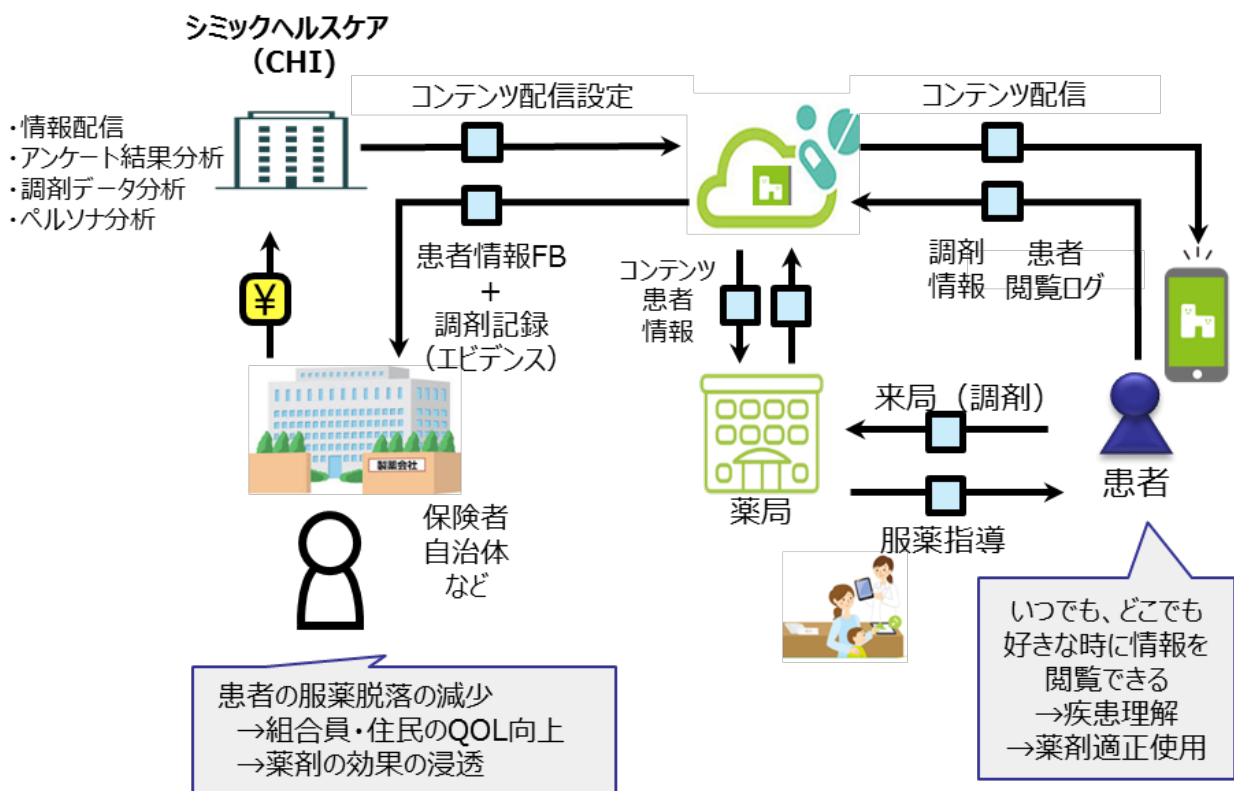 シミックヘルスケア
（CHI）
・情報配信
・アンケート結果分析
・調剤データ分析
・ペルソナ分析
コンテンツ配信設定
コンテンツ配信
患者情報FB
+
調剤記録
（エビデンス）
コンテンツ
患者
情報
調剤
情報
患者
閲覧ログ
¥
製薬会社
保険者
自治体
など
薬局
来局（調剤）
服薬指導
患者
患者の服薬脱落の減少
→組合員・住民のQOL向上
→薬剤の効果の浸透
いつでも、どこでも
好きな時に情報を
閲覧できる
→疾患理解
→薬剤適正使用